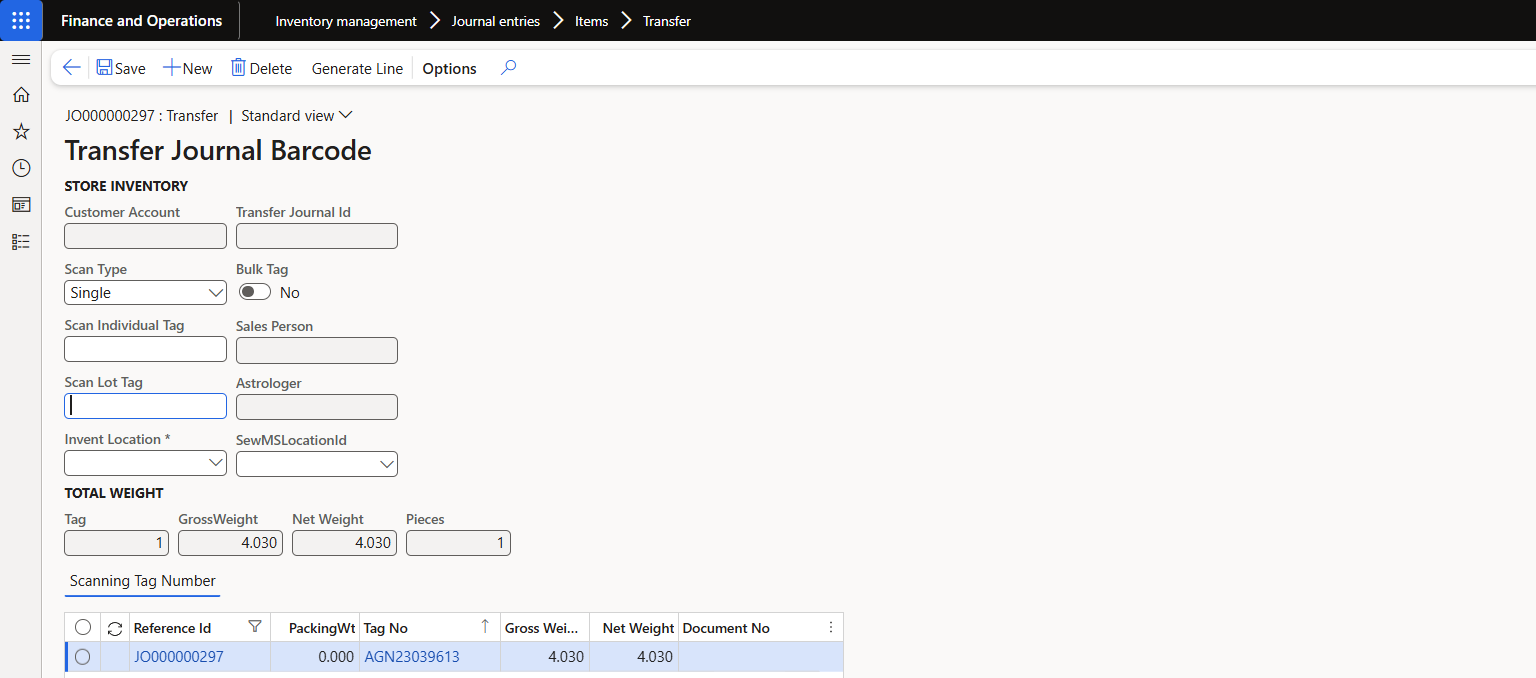 Finance and Operations Inventory management Journal entries Items Transfer
Save New Delete Generate Line Options
JO000000297 : Transfer | Standard view
Transfer Journal Barcode
STORE INVENTORY
Customer Account Transfer Journal Id
Scan Type Bulk Tag
Single No
Scan Individual Tag Sales Person
Scan Lot Tag Astrologer
Invent Location * SewMSLocationId
TOTAL WEIGHT
Tag GrossWeight Net Weight Pieces
1 4.030 4.030 1
Scanning Tag Number
Reference Id PackingWt Tag No Gross Wei... Net Weight Document No
JO000000297 0.000 AGN23039613 4.030 4.030